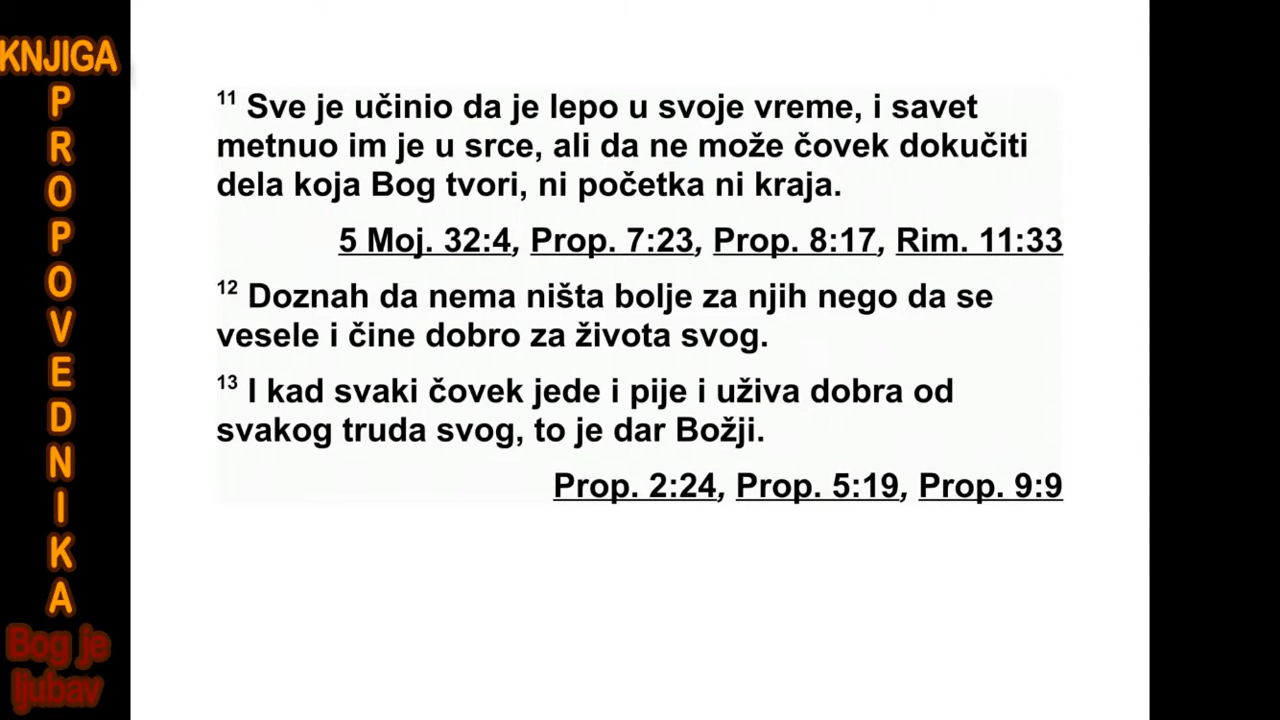 KNJIGA
PROPOVEDNIKA
Bog je
ljubav
11 Sve je učinio da je lepo u svoje vreme, i savet
metnuo im je u srce, ali da ne može čovek dokučiti
dela koja Bog tvori, ni početka ni kraja.
5 Moj. 32:4, Prop. 7:23, Prop. 8:17, Rim. 11:33
12 Doznah da nema ništa bolje za njih nego da se
vesele i čine dobro za života svog.
13 I kad svaki čovek jede i pije i uživa dobra od
svakog truda svog, to je dar Božji.
Prop. 2:24, Prop. 5:19, Prop. 9:9